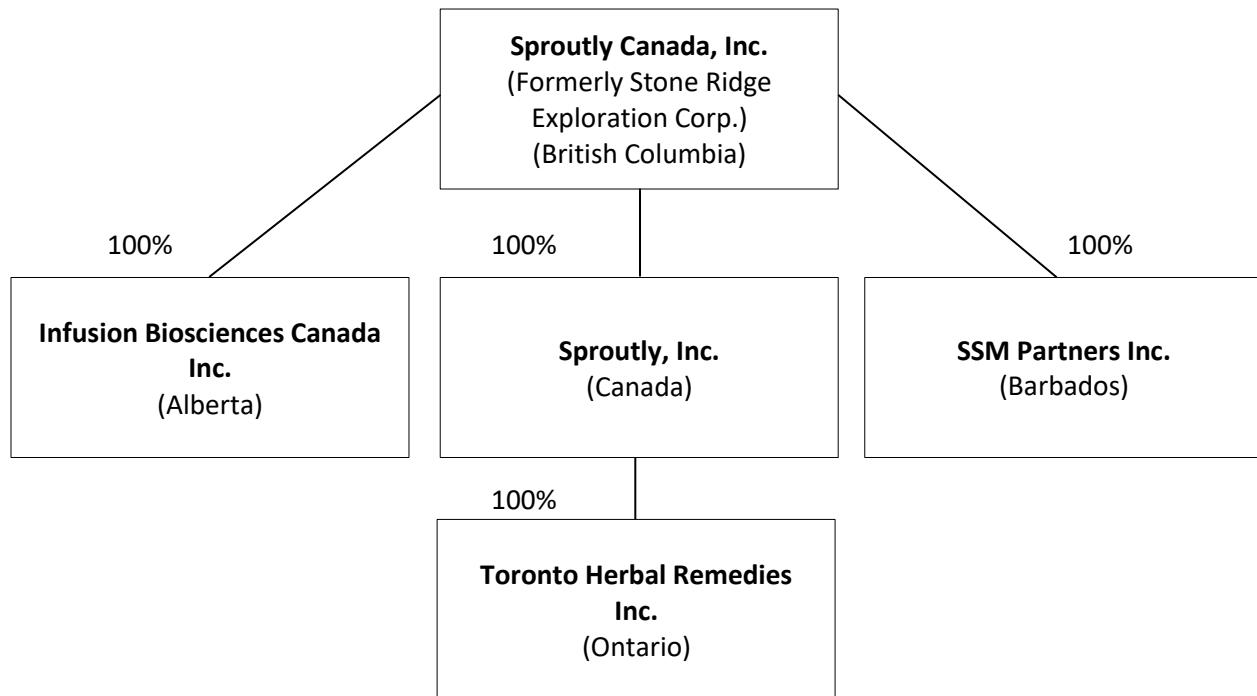 Sproutly Canada, Inc.
(Formerly Stone Ridge
Exploration Corp.)
(British Columbia)
100%
100%
100%
Infusion Biosciences Canada
Inc.
(Alberta)
Sproutly, Inc.
(Canada)
SSM Partners Inc.
(Barbados)
100%
Toronto Herbal Remedies
Inc.
(Ontario)